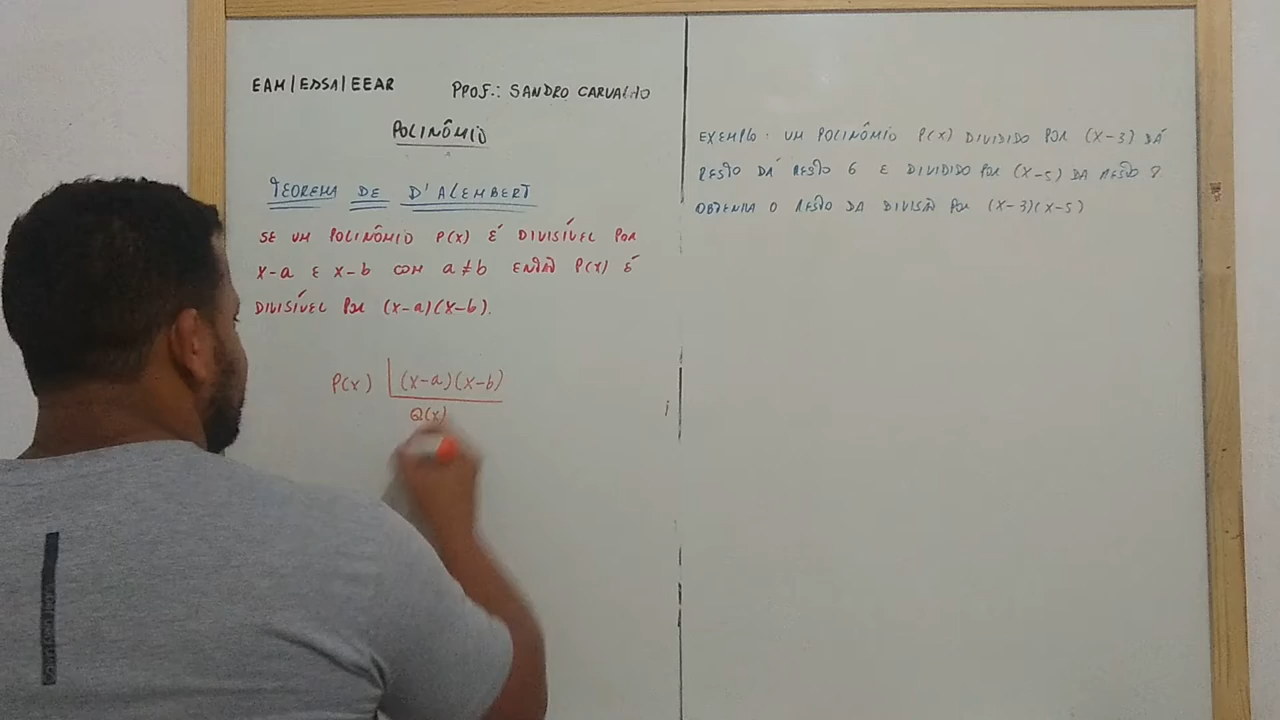 EAM/EDSA/EEAR PROF.: SANDRO CARVALHO
POLINÔMIO
TEOREMA DE D'ALEMBERT
SE UM POLINÔMIO P(X) É DIVISÍVEL POR
X-a E X-b COM a≠b ENTÃO P(X) É
DIVISÍVEL POR (X-a)(X-b).
P(X) (X-a)(X-b)
Q(X)
EXEMPLO: UM POLINÔMIO P(X) DIVIDIDO POR (X-3) DÁ
RESTO DÁ RESTO 6 E DIVIDIDO POR (X-5) DA RESTO 8
OBTENHA O RESTO DA DIVISÃO POR (X-3)(X-5)